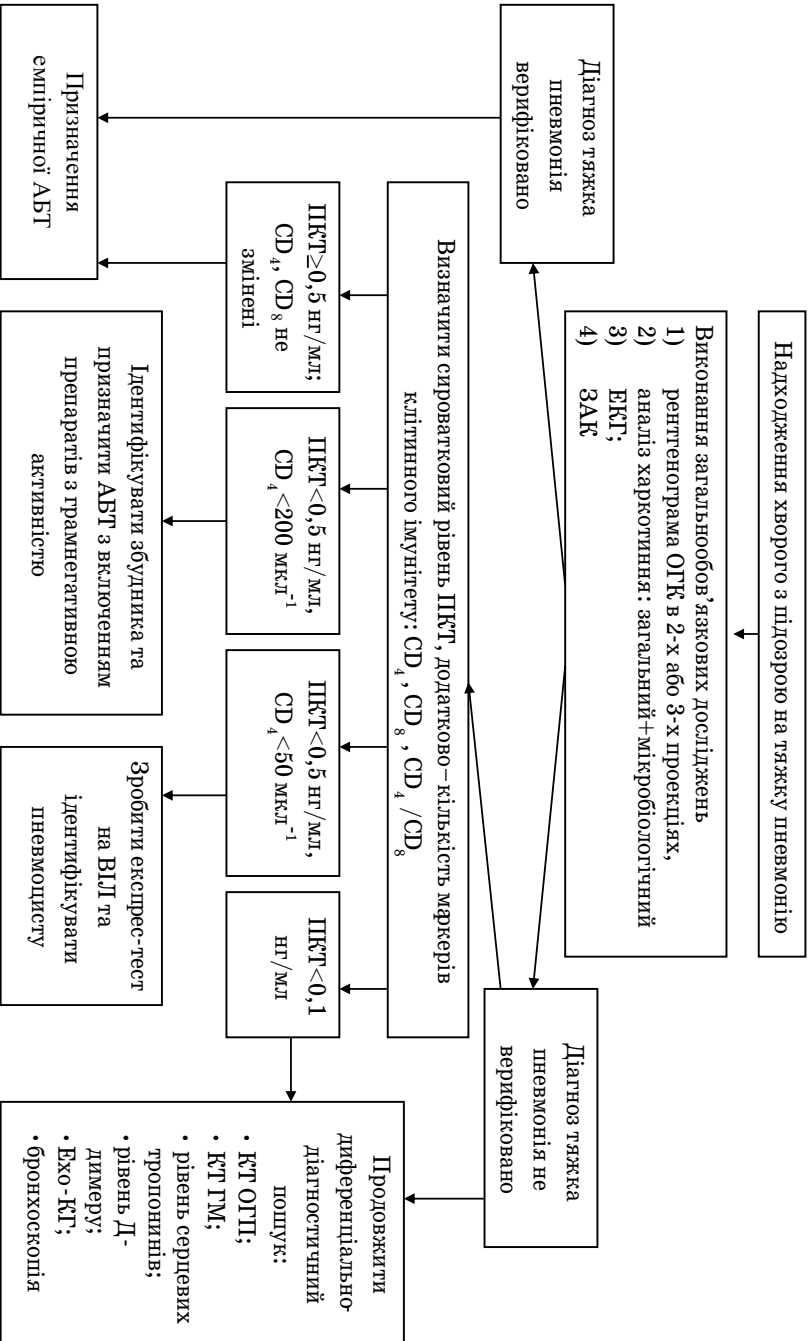 Надходження хворого з підозрою на тяжку пневмонію
Виконання загальнообов’язкових досліджень
1) рентгенограма ОГК в 2-х або 3-х проекціях,
2) аналіз харкотиння: загальний+мікробіологічний
3) ЕКГ;
4) ЗАК
Діагноз тяжка
пневмонія
верифіковано
Діагноз тяжка
пневмонія не
верифіковано
Визначити сироватковий рівень ПКТ, додатково–кількість маркерів
клітинного імунітету: CD₄, CD₈, CD₄/CD₈
ПКТ≥0,5 нг/мл;
CD₄, CD₈ не
змінені
ПКТ<0,5 нг/мл,
CD₄<200 мкл⁻¹
ПКТ<0,5 нг/мл,
CD₄<50 мкл⁻¹
ПКТ<0,1
нг/мл
Призначення
емпіричної АБТ
Ідентифікувати збудника та
призначити АБТ з включенням
препаратів з грамнегативною
активністю
Зробити експрес-тест
на ВІЛ та
ідентифікувати
пневмоцисту
Продовжити
диференціально-
діагностичний
пошук:
• КТ ОГП;
• КТ ГМ;
• рівень серцевих
тропонинів;
• рівень Д-
димеру;
• Ехо-КГ;
• бронхоскопія